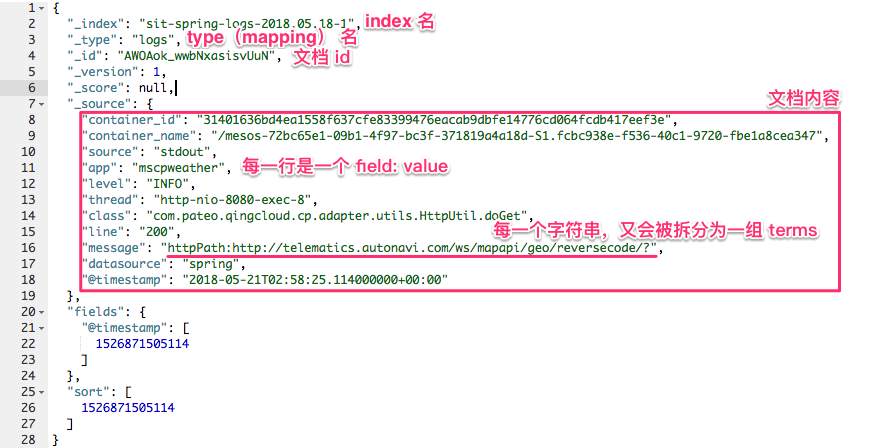 1 {
2 "_index": "sit-spring-logs-2018.05.18-1", index 名
3 "_type": "logs", type（mapping） 名
4 "_id": "AWOAok_wwbNxasisvUuN", 文档 id
5 "_version": 1,
6 "_score": null,
7 "_source": { 文档内容
8 "container_id": "31401636bd4ea1558f637cfe83399476eacab9dbfe14776cd064fcdb417eef3e",
9 "container_name": "/mesos-72bc65e1-09b1-4f97-bc3f-371819a4a18d-S1.fcbc938e-f536-40c1-9720-fbe1a8cea347",
10 "source": "stdout",
11 "app": "mscpweather", 每一行是一个 field: value
12 "level": "INFO",
13 "thread": "http-nio-8080-exec-8",
14 "class": "com.pateo.qingcloud.cp.adapter.utils.HttpUtil.doGet",
15 "line": "200", 每一个字符串，又会被拆分为一组 terms
16 "message": "httpPath:http://telematics.autonavi.com/ws/mapapi/geo/reversecode/?",
17 "datasource": "spring",
18 "@timestamp": "2018-05-21T02:58:25.114000000+00:00"
19 },
20 "fields": {
21 "@timestamp": [
22 1526871505114
23 ]
24 },
25 "sort": [
26 1526871505114
27 ]
28 }